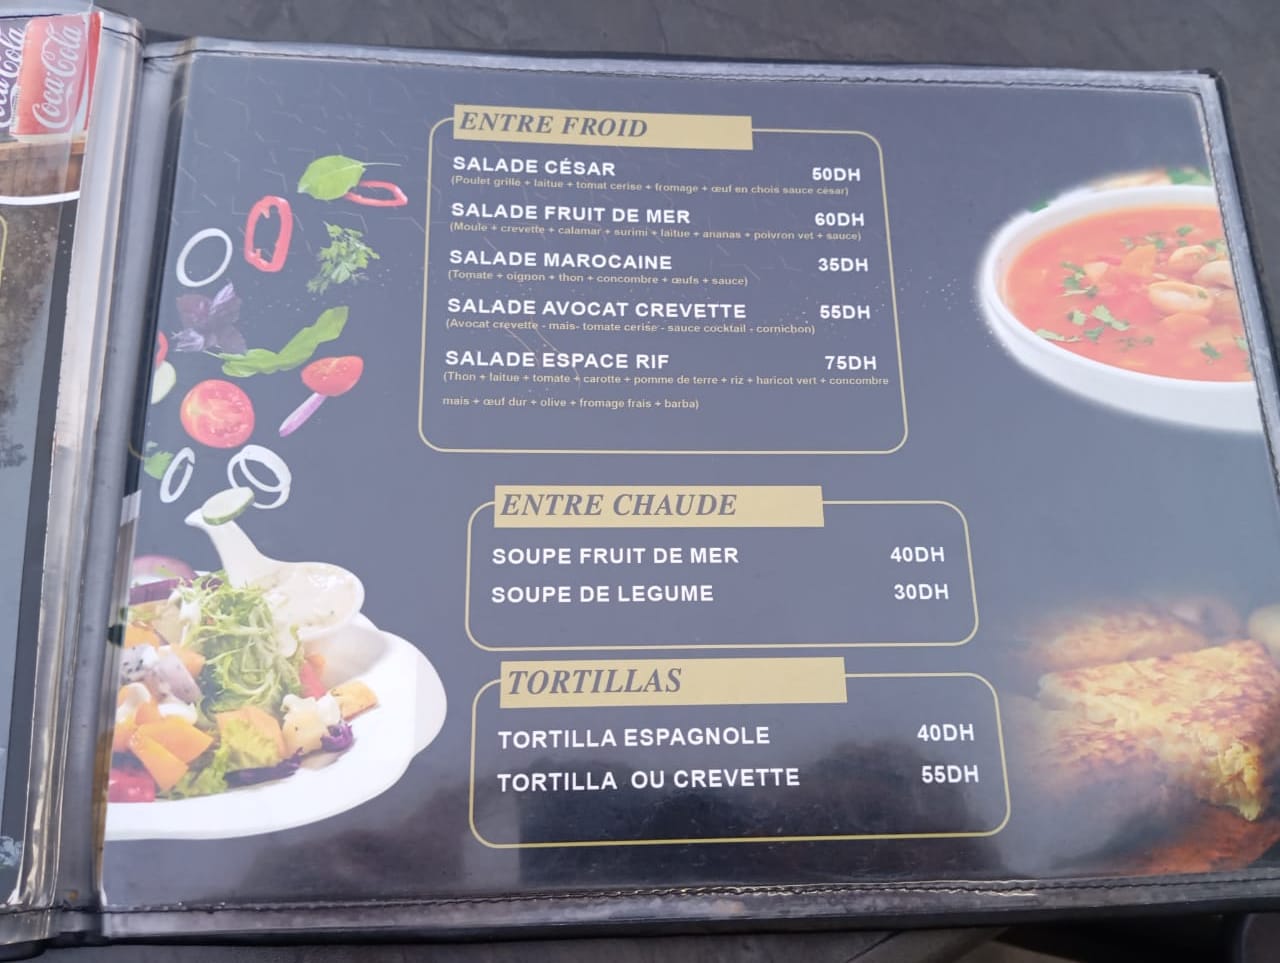 Coca-Cola
ENTRE FROID
SALADE CÉSAR 50DH
(Poulet grille + laitue + tomat cerise + fromage + œuf en chois sauce césar)
SALADE FRUIT DE MER 60DH
(Moule + crevette + calamar + surimi + laitue + ananas + poivron vet + sauce)
SALADE MAROCAINE 35DH
(Tomate + oignon + thon + concombre + œufs + sauce)
SALADE AVOCAT CREVETTE 55DH
(Avocat crevette - mais- tomate cerise - sauce cocktail - cornichon)
SALADE ESPACE RIF 75DH
(Thon + laitue + tomate + carotte + pomme de terre + riz + haricot vert + concombre
mais + œuf dur + olive + fromage frais + barba)
ENTRE CHAUDE
SOUPE FRUIT DE MER 40DH
SOUPE DE LEGUME 30DH
TORTILLAS
TORTILLA ESPAGNOLE 40DH
TORTILLA OU CREVETTE 55DH